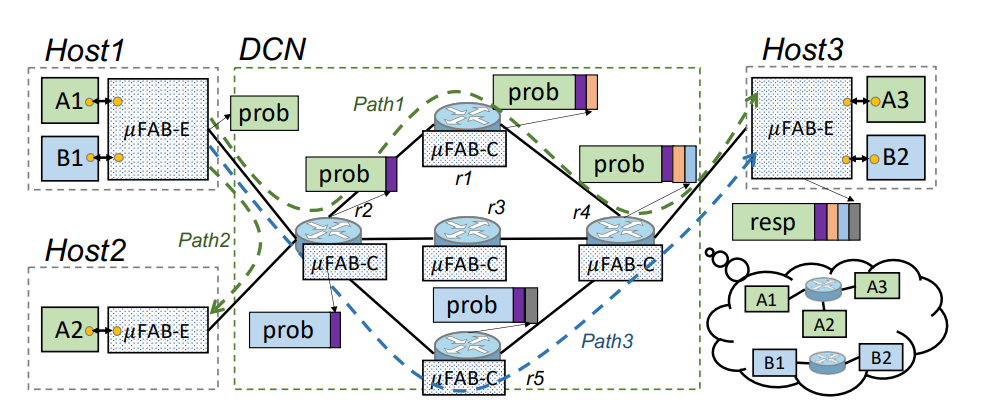 Host1
DCN
Host3
A1
B1
μFAB-E
prob
Path1
prob
μFAB-C
r1
prob
r2
r3
r4
prob
μFAB-E
A3
B2
resp
Path2
μFAB-C
μFAB-C
μFAB-C
Host2
A2
μFAB-E
prob
prob
μFAB-C
r5
Path3
A1
A3
A2
B1
B2